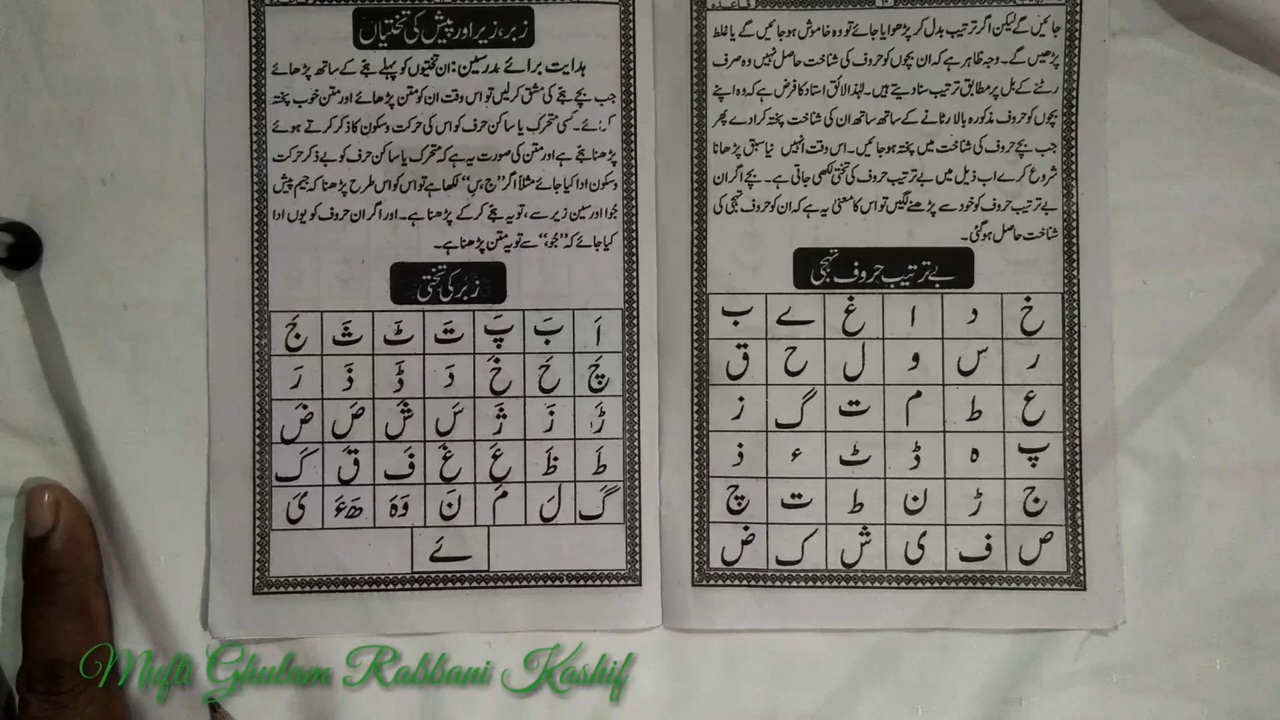 قاعدہ
جائیں گے لیکن اگر ترتیب بدل کر پڑھوایا جائے تو وہ خاموش ہو جائیں گے یا غلط
پڑھیں گے۔ وجہ ظاہر ہے کہ ان بچوں کو حروف کی شناخت حاصل نہیں وہ صرف
رٹنے کے بل پر مطابق ترتیب سنا دیتے ہیں۔ لہٰذا لائق استاد کا فرض ہے کہ وہ اپنے
بچوں کو حروف مذکورہ بالا رٹانے کے ساتھ ساتھ ان کی شناخت پختہ کرا دے پھر
جب بچے حروف کی شناخت میں پختہ ہو جائیں۔ اس وقت انہیں نیا سبق پڑھانا
شروع کرے اب ذیل میں بے ترتیب حروف کی تختی لکھی جاتی ہے۔ بچے اگر ان
بے ترتیب حروف کو خود سے پڑھنے لگیں تو اس کا معنیٰ یہ ہے کہ ان کو حروف تہجی کی
شناخت حاصل ہو گئی۔
بے ترتیب حروف تہجی
خ د ا غ ے ب
ر س و ل ح ق
ع ط م ت گ ز
پ ہ ڈ ٹ ء ذ
ج ڑ ن ظ ث چ
ص ف ی ش ک ض
زبر، زیر اور پیش کی تختیاں
ہدایت برائے مدرسین: ان تختیوں کو پہلے ہجے کے ساتھ پڑھائے
جب بچے ہجے کی مشق کر لیں تو اس وقت ان کو متن پڑھائے اور متن خوب پختہ
کرائے۔ کسی متحرک یا ساکن حرف کو اس کی حرکت و سکون کا ذکر کرتے ہوئے
پڑھنا ہجے ہے اور متن کی صورت یہ ہے کہ متحرک یا ساکن حرف کو بے ذکر حرکت
و سکون ادا کیا جائے مثلاً اگر "جُ، سِ" لکھا ہے تو اس کو اس طرح پڑھنا کہ جیم پیش
جُوا اور سین زیر سے، تو یہ ہجے کر کے پڑھنا ہے۔ اور اگر ان حروف کو یوں ادا
کیا جائے کہ "جُو،" سے تو یہ متن پڑھنا ہے۔
زَبَر کی تختی
اَ بَ پَ تَ ٹَ ثَ جَ
چَ حَ خَ دَ ڈَ ذَ رَ
ڑَ زَ ژَ سَ شَ صَ ضَ
طَ ظَ عَ غَ فَ قَ کَ
گَ لَ مَ نَ وَہَ ھَءَ یَ
ئے
Mufti Ghulam Rabbani Kashif